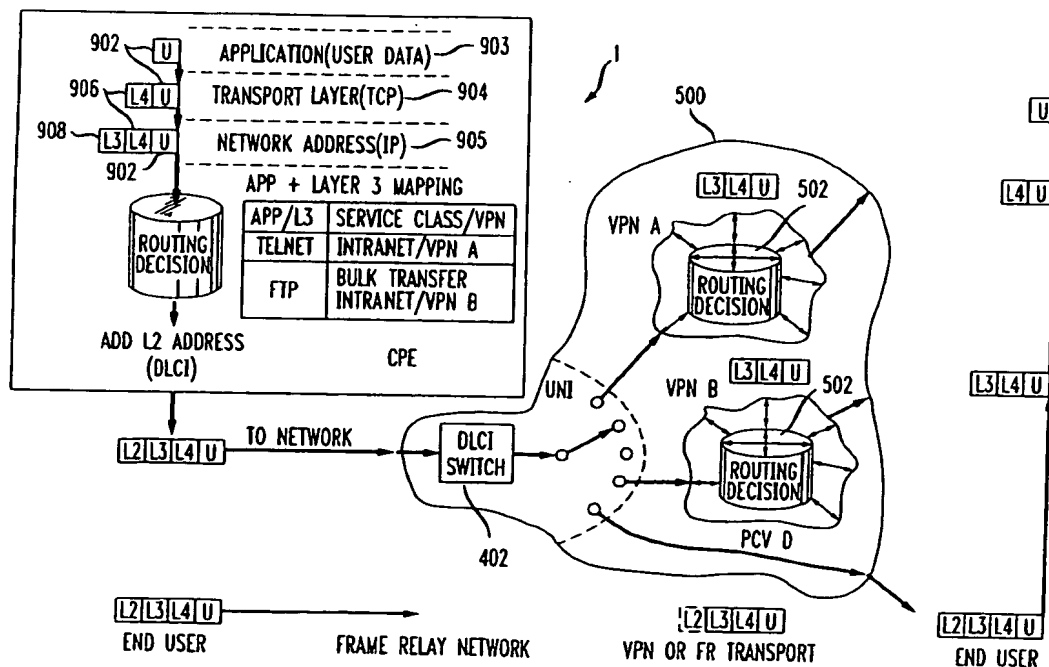 902
U
APPLICATION(USER DATA)
903
1
906
L4 U
TRANSPORT LAYER(TCP)
904
500
U
908
L3 L4 U
NETWORK ADDRESS(IP)
905
902
APP + LAYER 3 MAPPING
L3 L4 U
502
L4 U
APP/L3 SERVICE CLASS/VPN
VPN A
TELNET INTRANET/VPN A
FTP BULK TRANSFER
INTRANET/VPN B
ROUTING
DECISION
ROUTING
DECISION
ADD L2 ADDRESS
(DLCI)
CPE
UNI
L3 L4 U
502
L3 L4 U
VPN B
L2 L3 L4 U
TO NETWORK
DLCI
SWITCH
402
ROUTING
DECISION
PCV D
L2 L3 L4 U
END USER
FRAME RELAY NETWORK
L2 L3 L4 U
VPN OR FR TRANSPORT
L2 L3 L4 U
END USER